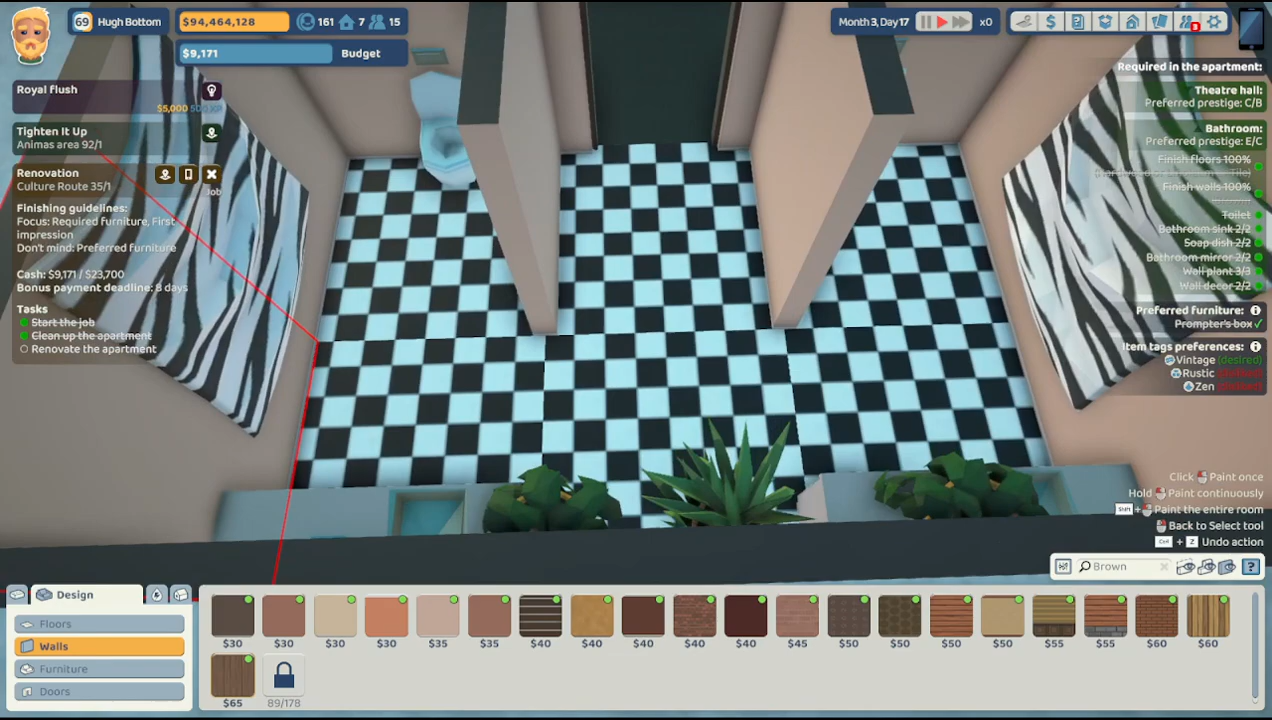 69 Hugh Bottom
$94,464,128
161 7 15
$9,171 Budget
Month 3, Day 17
x0
3
Royal flush
$5,000
Tighten It Up
Animas area 92/1
Renovation
Culture Route 35/1
Job
Finishing guidelines:
Focus: Required furniture, First
impression
Don't mind: Preferred furniture
Cash: $9,171 / $23,700
Bonus payment deadline: 8 days
Tasks
Start the job
Clean up the apartment
Renovate the apartment
Required in the apartment:
Theatre hall:
Preferred prestige: C/B
Bathroom:
Preferred prestige: E/C
Finish floors 100%
Finish walls 100%
Toilet
Bathroom sink 2/2
Soap dish 2/2
Bathroom mirror 2/2
Wall plant 3/3
Wall decor 2/2
Preferred furniture:
Prompter's box
Item tags preferences:
Vintage (desired)
Rustic
Zen
Click Paint once
Hold Paint continuously
Shift + Paint the entire room
Back to Select tool
Ctrl + Z Undo action
Brown
?
Design
Floors
Walls
Furniture
Doors
$30 $30 $30 $30 $35 $35 $40 $40 $40 $40 $40 $45 $50 $50 $50 $50 $55 $55 $60 $60
$65 89/178